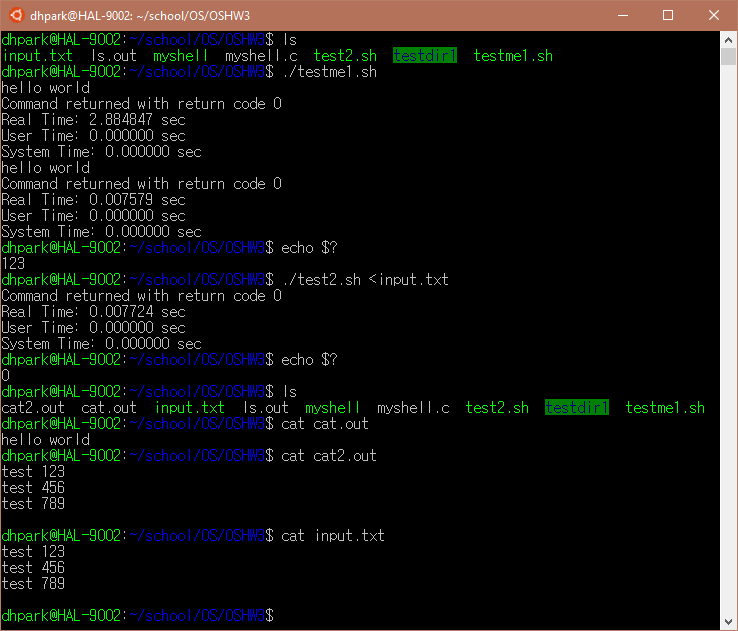 dhpark@HAL-9002: ~/school/OS/OSHW3
dhpark@HAL-9002:~/school/OS/OSHW3$ ls
input.txt  ls.out  myshell  myshell.c  test2.sh  testdir1  testme1.sh
dhpark@HAL-9002:~/school/OS/OSHW3$ ./testme1.sh
hello world
Command returned with return code 0
Real Time: 2.884847 sec
User Time: 0.000000 sec
System Time: 0.000000 sec
hello world
Command returned with return code 0
Real Time: 0.007579 sec
User Time: 0.000000 sec
System Time: 0.000000 sec
dhpark@HAL-9002:~/school/OS/OSHW3$ echo $?
123
dhpark@HAL-9002:~/school/OS/OSHW3$ ./test2.sh <input.txt
Command returned with return code 0
Real Time: 0.007724 sec
User Time: 0.000000 sec
System Time: 0.000000 sec
dhpark@HAL-9002:~/school/OS/OSHW3$ echo $?
0
dhpark@HAL-9002:~/school/OS/OSHW3$ ls
cat2.out  cat.out  input.txt  ls.out  myshell  myshell.c  test2.sh  testdir1  testme1.sh
dhpark@HAL-9002:~/school/OS/OSHW3$ cat cat.out
hello world
dhpark@HAL-9002:~/school/OS/OSHW3$ cat cat2.out
test 123
test 456
test 789
dhpark@HAL-9002:~/school/OS/OSHW3$ cat input.txt
test 123
test 456
test 789
dhpark@HAL-9002:~/school/OS/OSHW3$